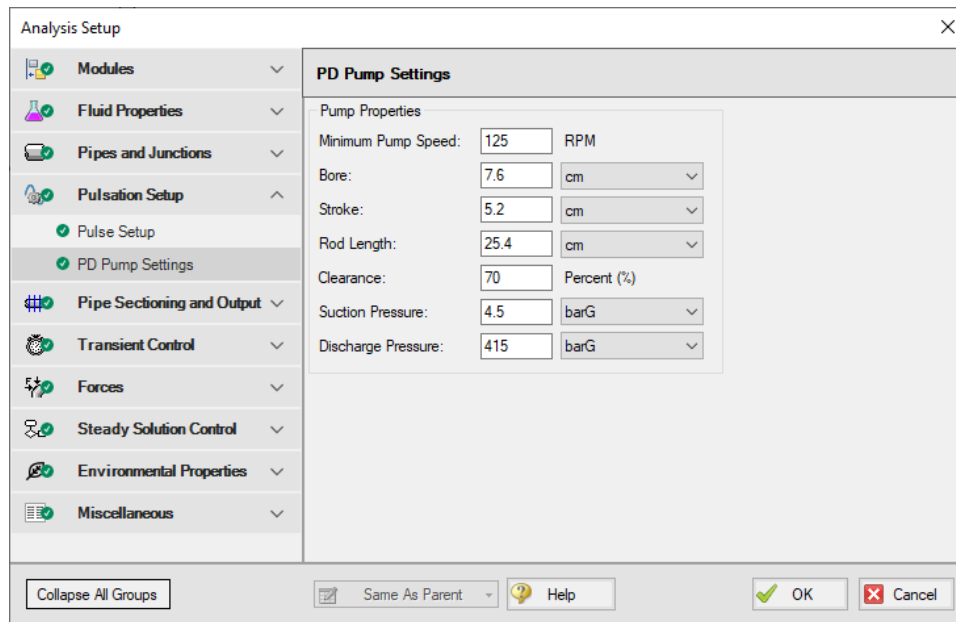 Analysis Setup
Modules
Fluid Properties
Pipes and Junctions
Pulsation Setup
Pulse Setup
PD Pump Settings
Pipe Sectioning and Output
Transient Control
Forces
Steady Solution Control
Environmental Properties
Miscellaneous
PD Pump Settings
Pump Properties
Minimum Pump Speed: 125 RPM
Bore: 7.6 cm
Stroke: 5.2 cm
Rod Length: 25.4 cm
Clearance: 70 Percent (%)
Suction Pressure: 4.5 barG
Discharge Pressure: 415 barG
Collapse All Groups Same As Parent Help OK Cancel